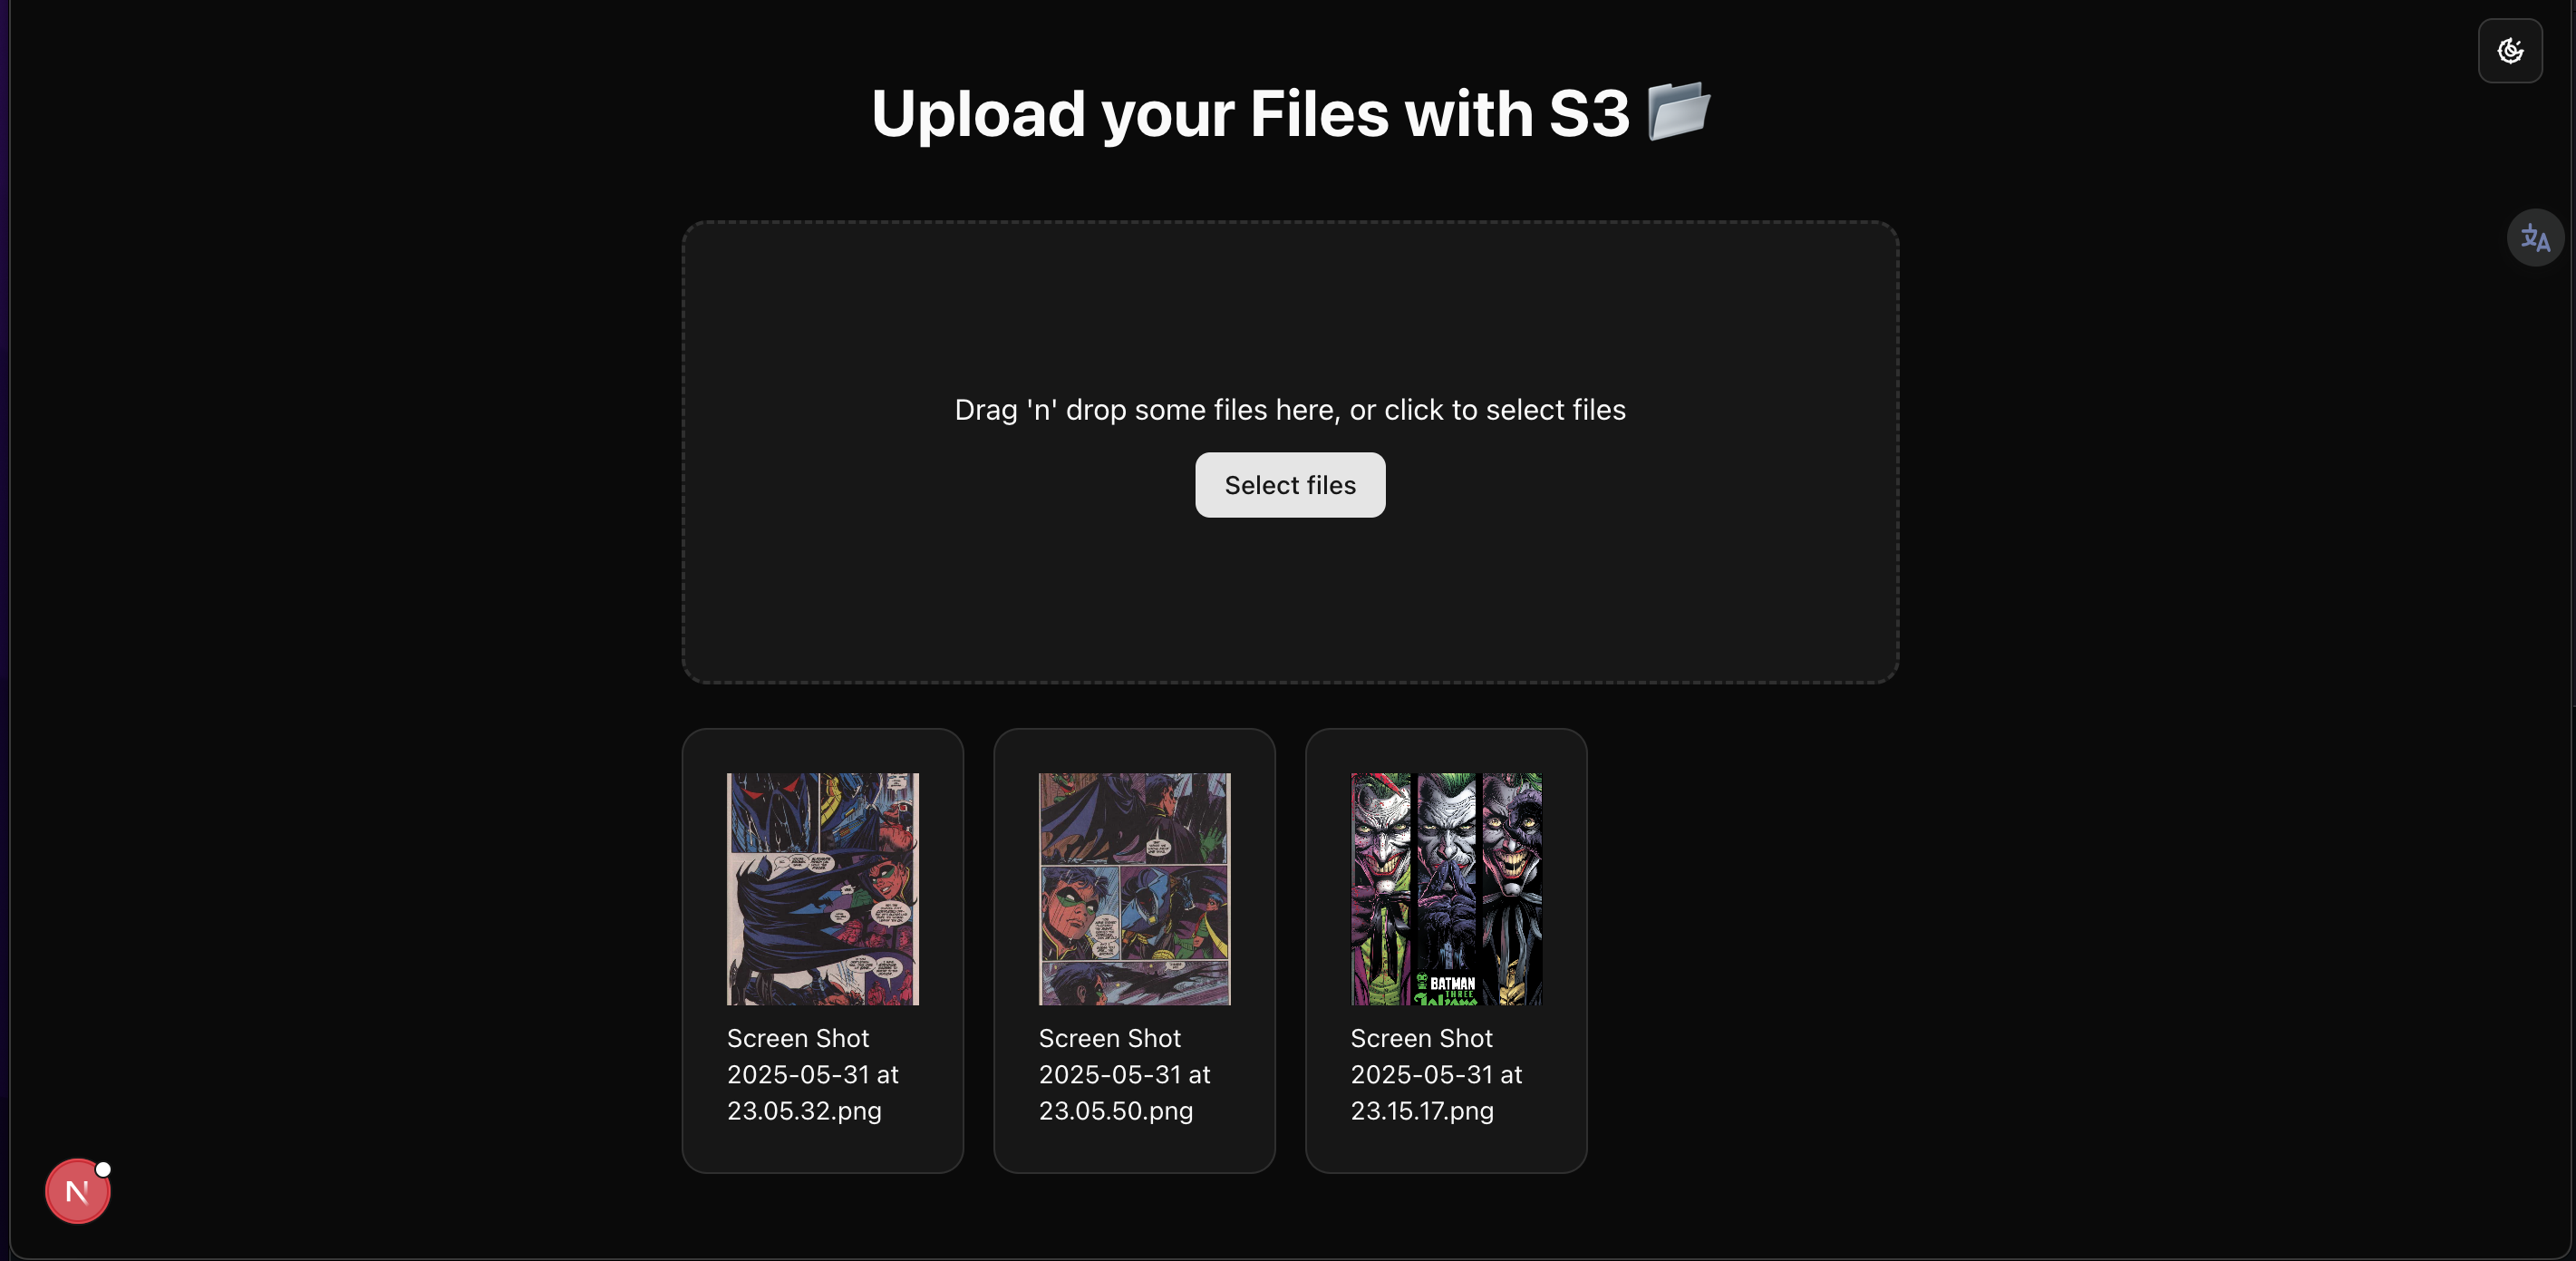 Upload your Files with S3
Drag 'n' drop some files here, or click to select files
Select files
BATMAN
THREE
Jokers
Screen Shot
2025-05-31 at
23.05.32.png
Screen Shot
2025-05-31 at
23.05.50.png
Screen Shot
2025-05-31 at
23.15.17.png
N